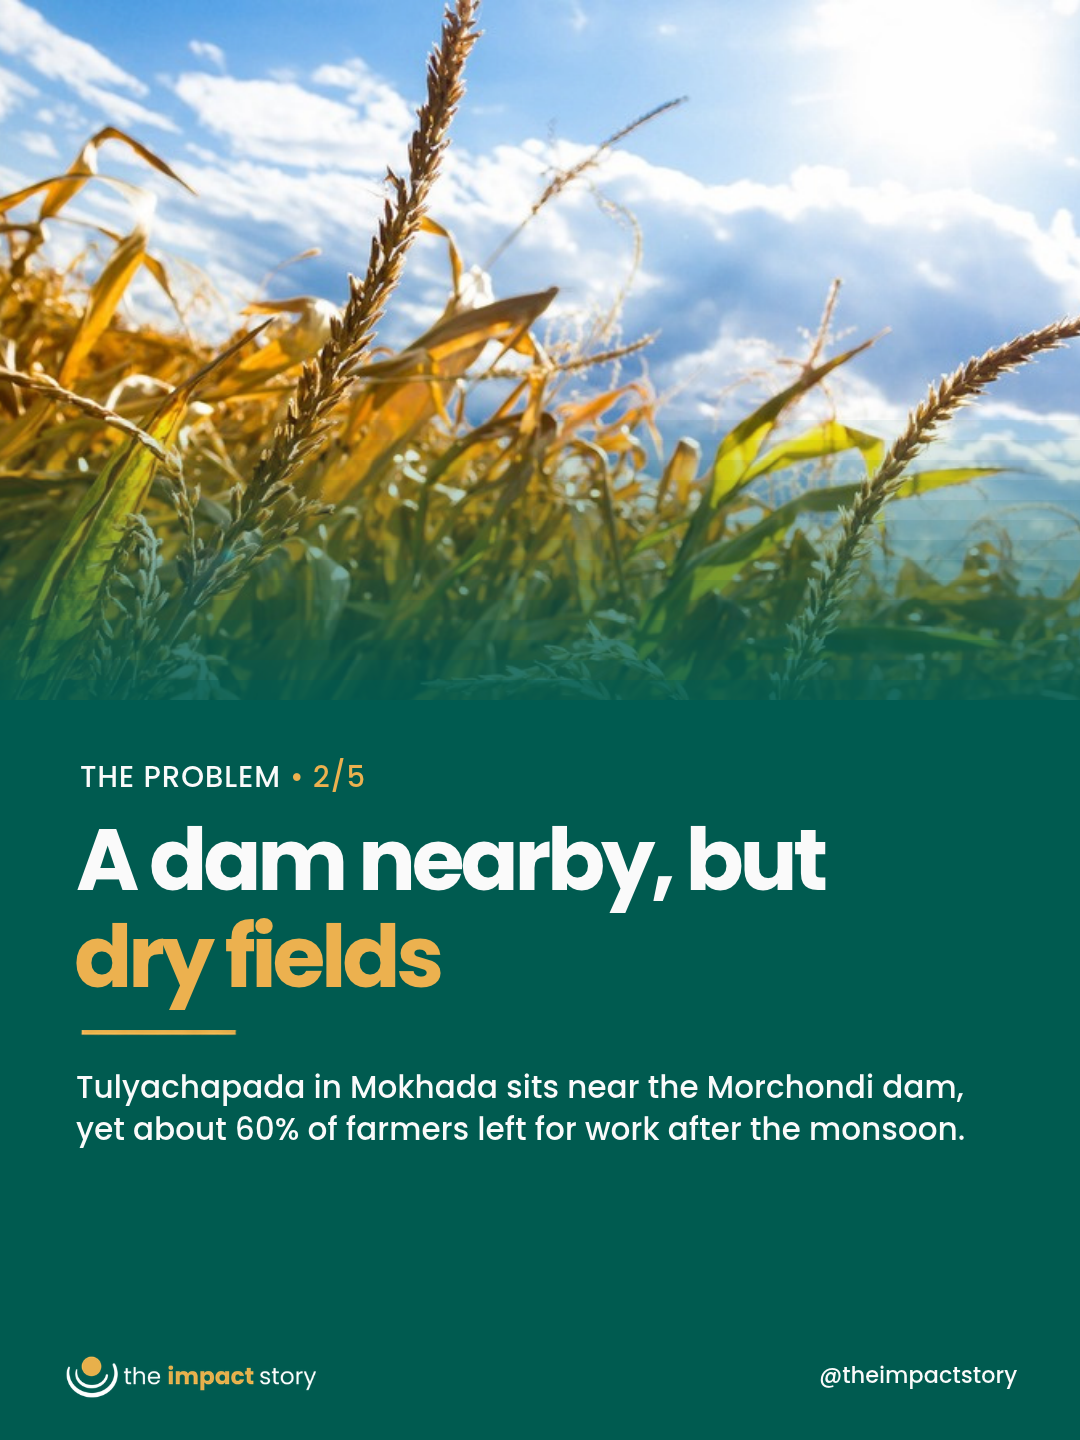 THE PROBLEM • 2/5
A dam nearby, but
dry fields
Tulyachapada in Mokhada sits near the Morchondi dam,
yet about 60% of farmers left for work after the monsoon.
the impact story
@theimpactstory